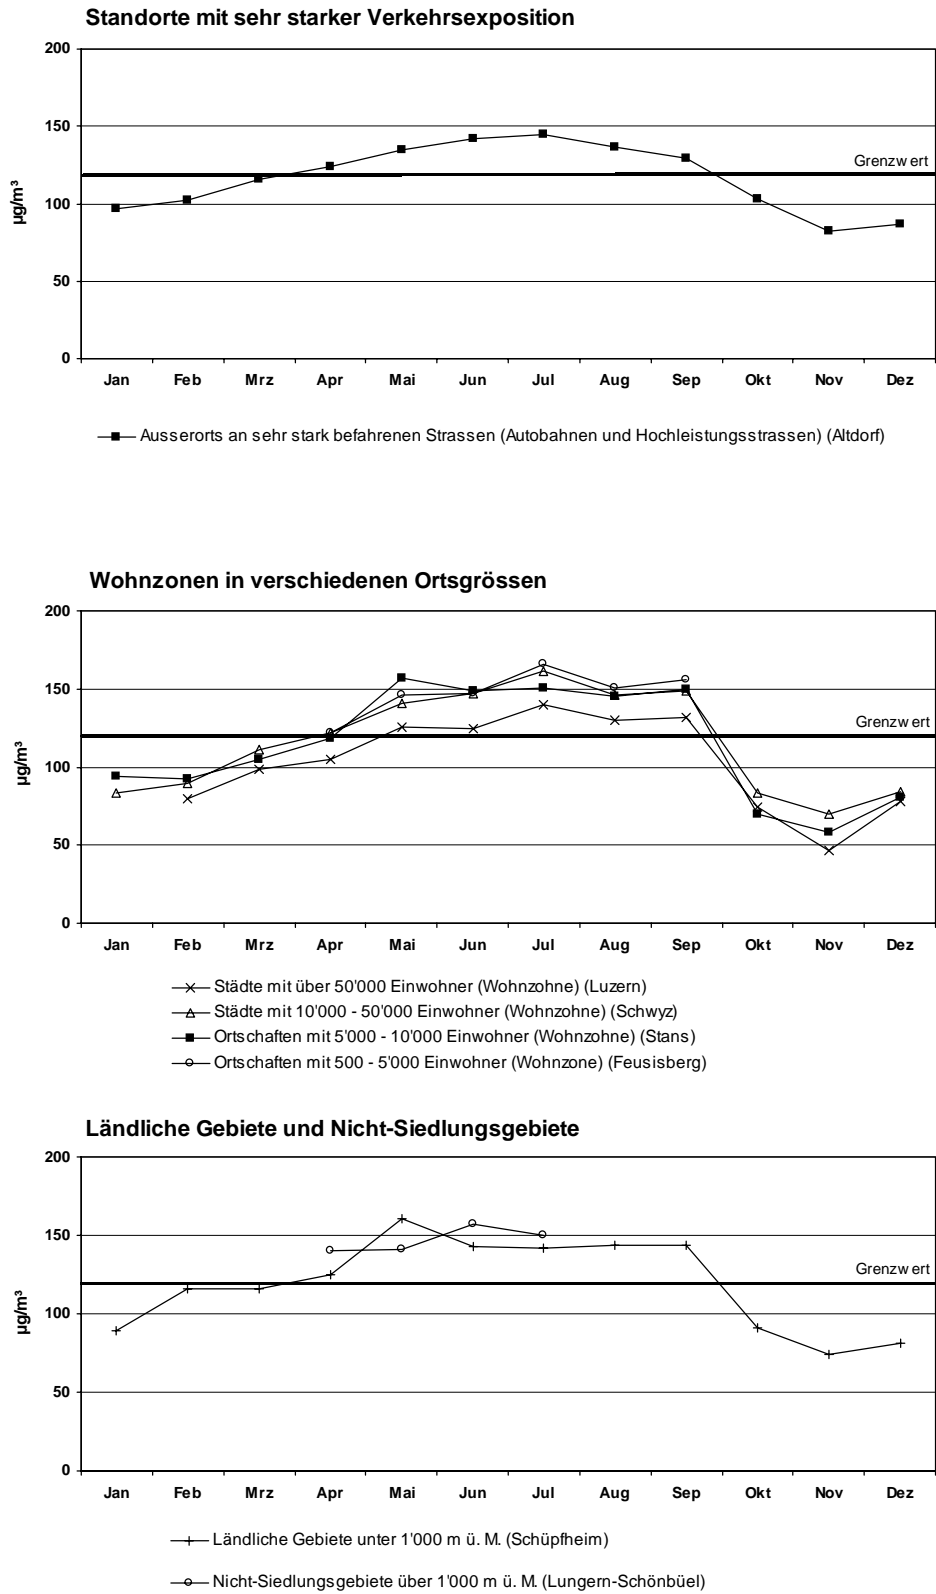 Standorte mit sehr starker Verkehrsexposition
200
150
100
50
0
µg/m³
Grenzwert
Jan Feb Mrz Apr Mai Jun Jul Aug Sep Okt Nov Dez
Ausserorts an sehr stark befahrenen Strassen (Autobahnen und Hochleistungsstrassen) (Altdorf)
Wohnzonen in verschiedenen Ortsgrössen
200
150
100
50
0
µg/m³
Grenzwert
Jan Feb Mrz Apr Mai Jun Jul Aug Sep Okt Nov Dez
Städte mit über 50'000 Einwohner (Wohnzohne) (Luzern)
Städte mit 10'000 - 50'000 Einwohner (Wohnzohne) (Schwyz)
Ortschaften mit 5'000 - 10'000 Einwohner (Wohnzohne) (Stans)
Ortschaften mit 500 - 5'000 Einwohner (Wohnzone) (Feusisberg)
Ländliche Gebiete und Nicht-Siedlungsgebiete
200
150
100
50
0
µg/m³
Grenzwert
Jan Feb Mrz Apr Mai Jun Jul Aug Sep Okt Nov Dez
Ländliche Gebiete unter 1'000 m ü. M. (Schüpfheim)
Nicht-Siedlungsgebiete über 1'000 m ü. M. (Lungern-Schönbüel)